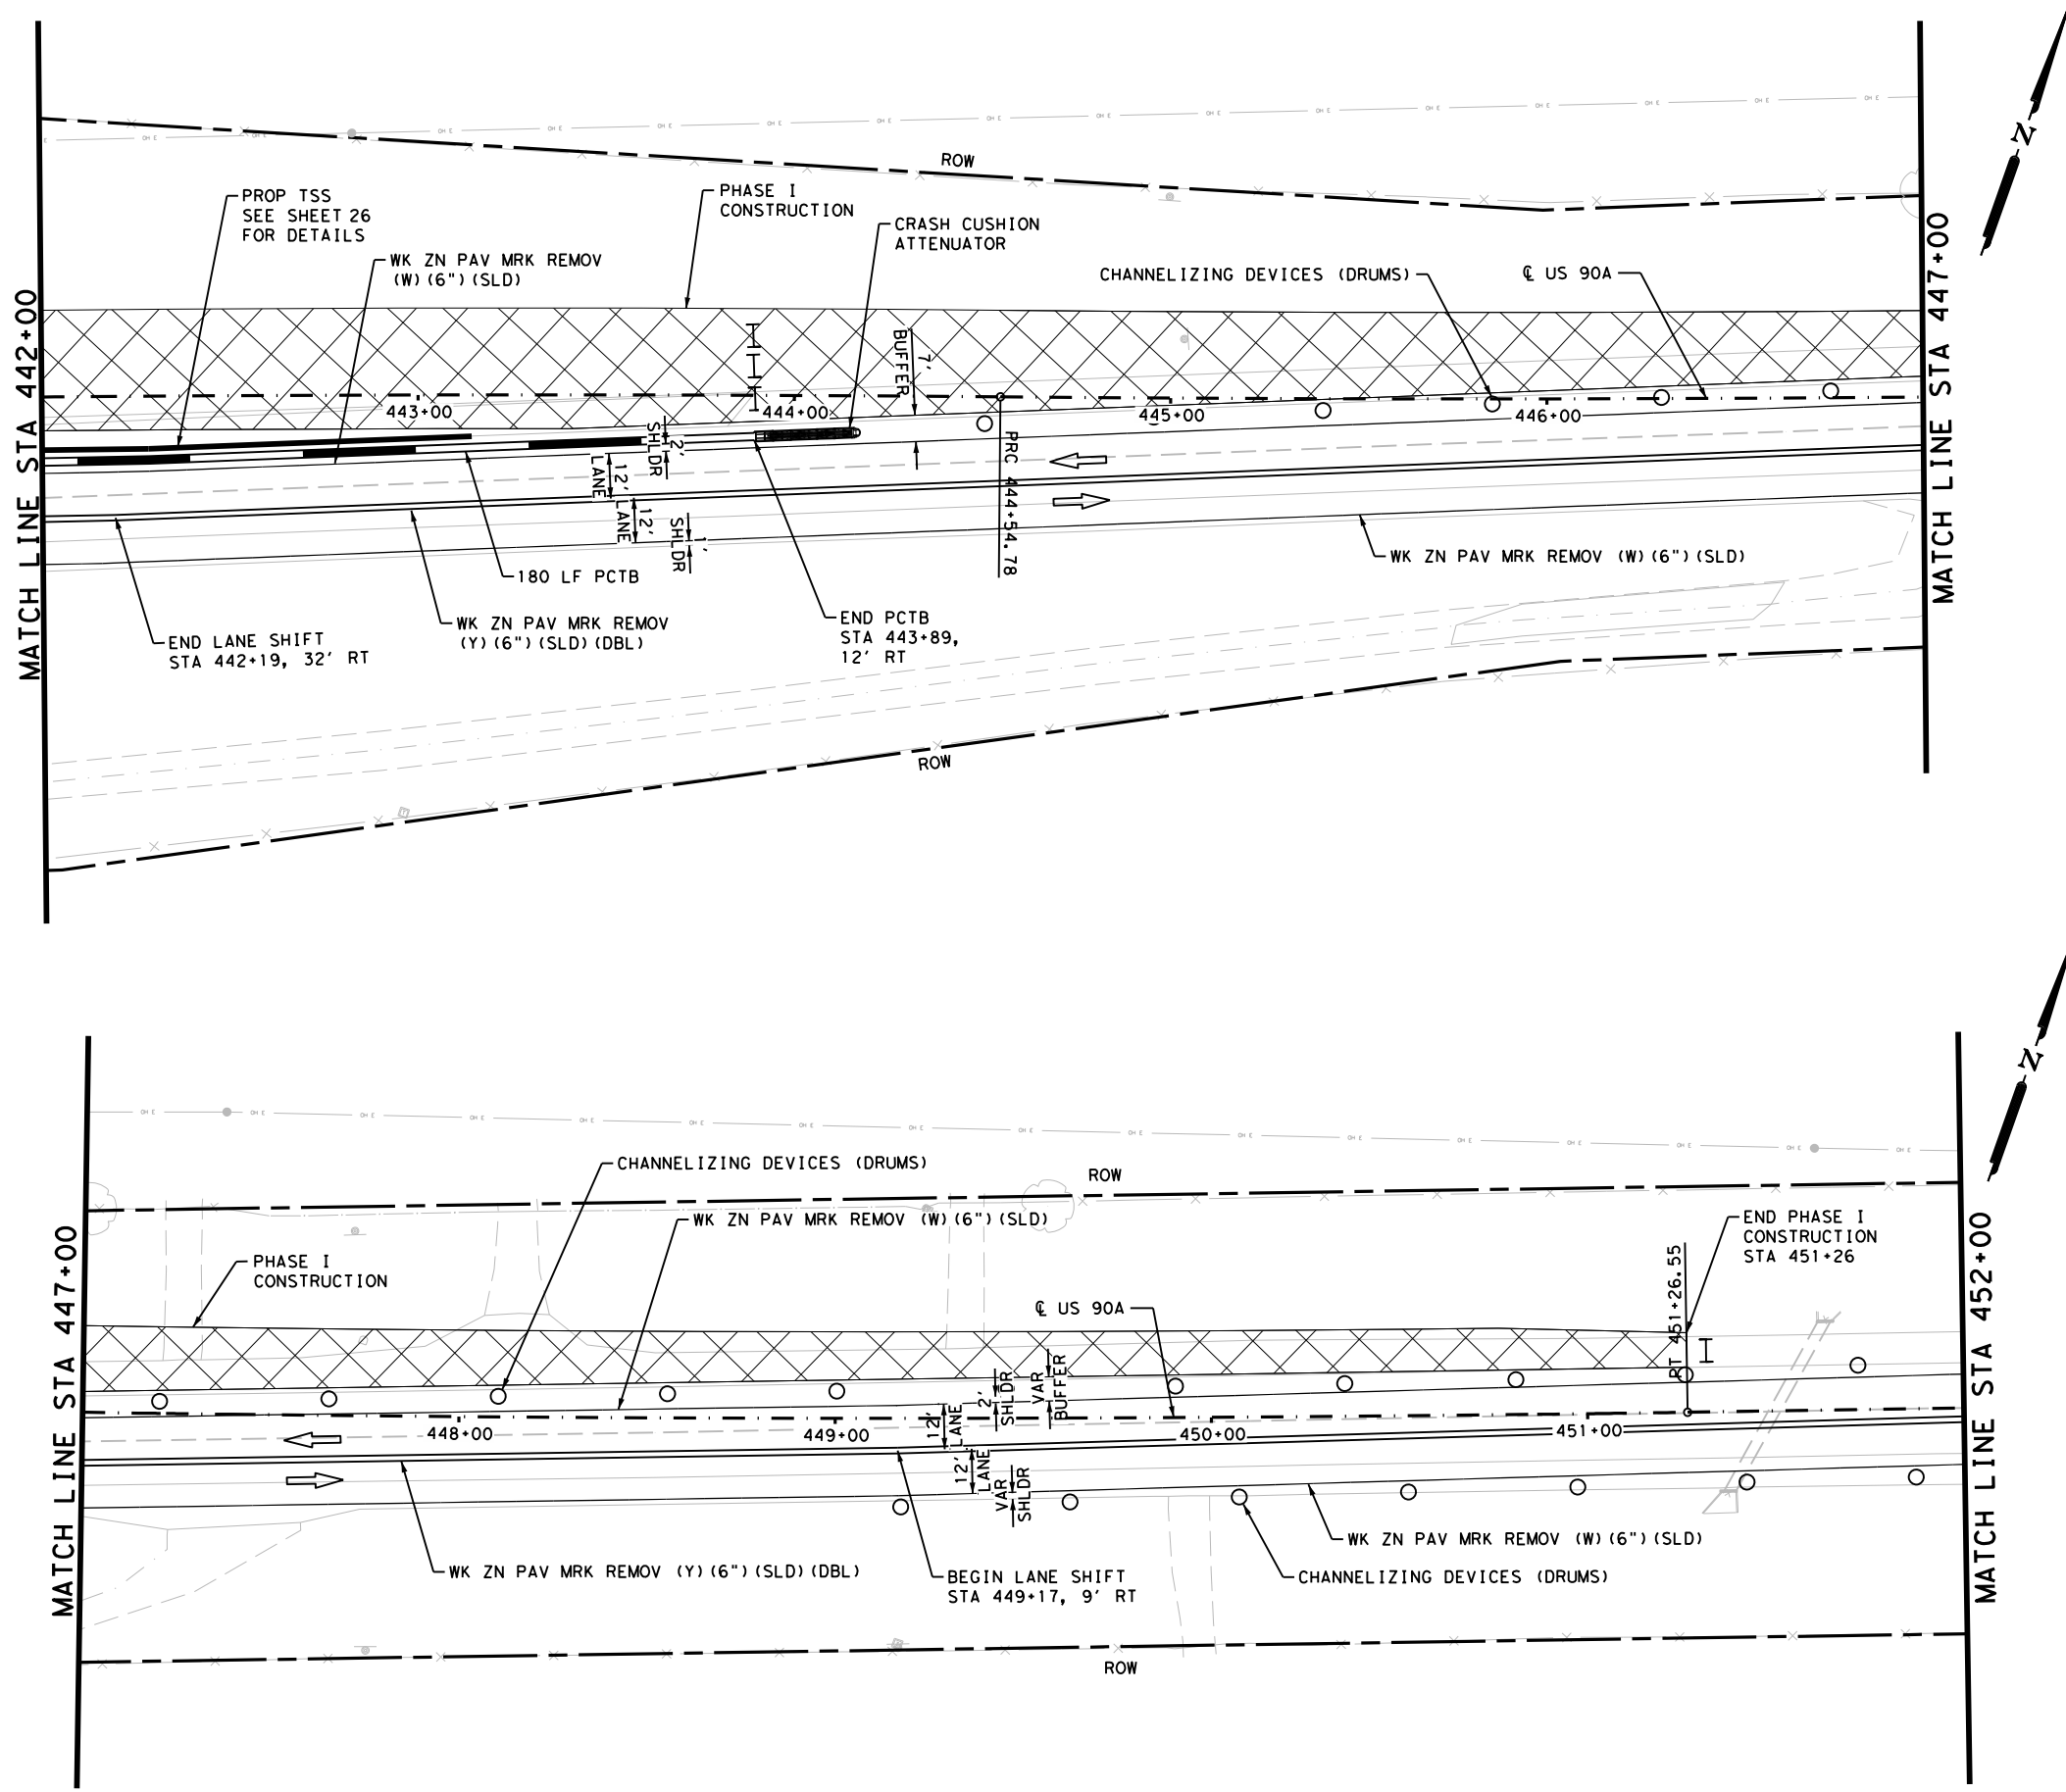 ROW
N
PROP TSS
SEE SHEET 26
FOR DETAILS
WK ZN PAV MRK REMOV
(W)(6")(SLD)
PHASE I
CONSTRUCTION
CRASH CUSHION
ATTENUATOR
CHANNELIZING DEVICES (DRUMS)
℄ US 90A
MATCH LINE STA 442+00
MATCH LINE STA 447+00
7'
BUFFER
443+00
444+00
445+00
446+00
2'
SHLDR
12'
LANE
12'
LANE
1'
SHLDR
PRC 444+54.78
180 LF PCTB
WK ZN PAV MRK REMOV (W)(6")(SLD)
END LANE SHIFT
STA 442+19, 32' RT
WK ZN PAV MRK REMOV
(Y)(6")(SLD)(DBL)
END PCTB
STA 443+89,
12' RT
ROW
N
CHANNELIZING DEVICES (DRUMS)
ROW
WK ZN PAV MRK REMOV (W)(6")(SLD)
PHASE I
CONSTRUCTION
END PHASE I
CONSTRUCTION
STA 451+26
℄ US 90A
PRT 451+26.55
MATCH LINE STA 447+00
MATCH LINE STA 452+00
448+00
449+00
450+00
451+00
12'
LANE
2'
SHLDR
VAR
BUFFER
12'
LANE
VAR
SHLDR
WK ZN PAV MRK REMOV (Y)(6")(SLD)(DBL)
BEGIN LANE SHIFT
STA 449+17, 9' RT
WK ZN PAV MRK REMOV (W)(6")(SLD)
CHANNELIZING DEVICES (DRUMS)
ROW